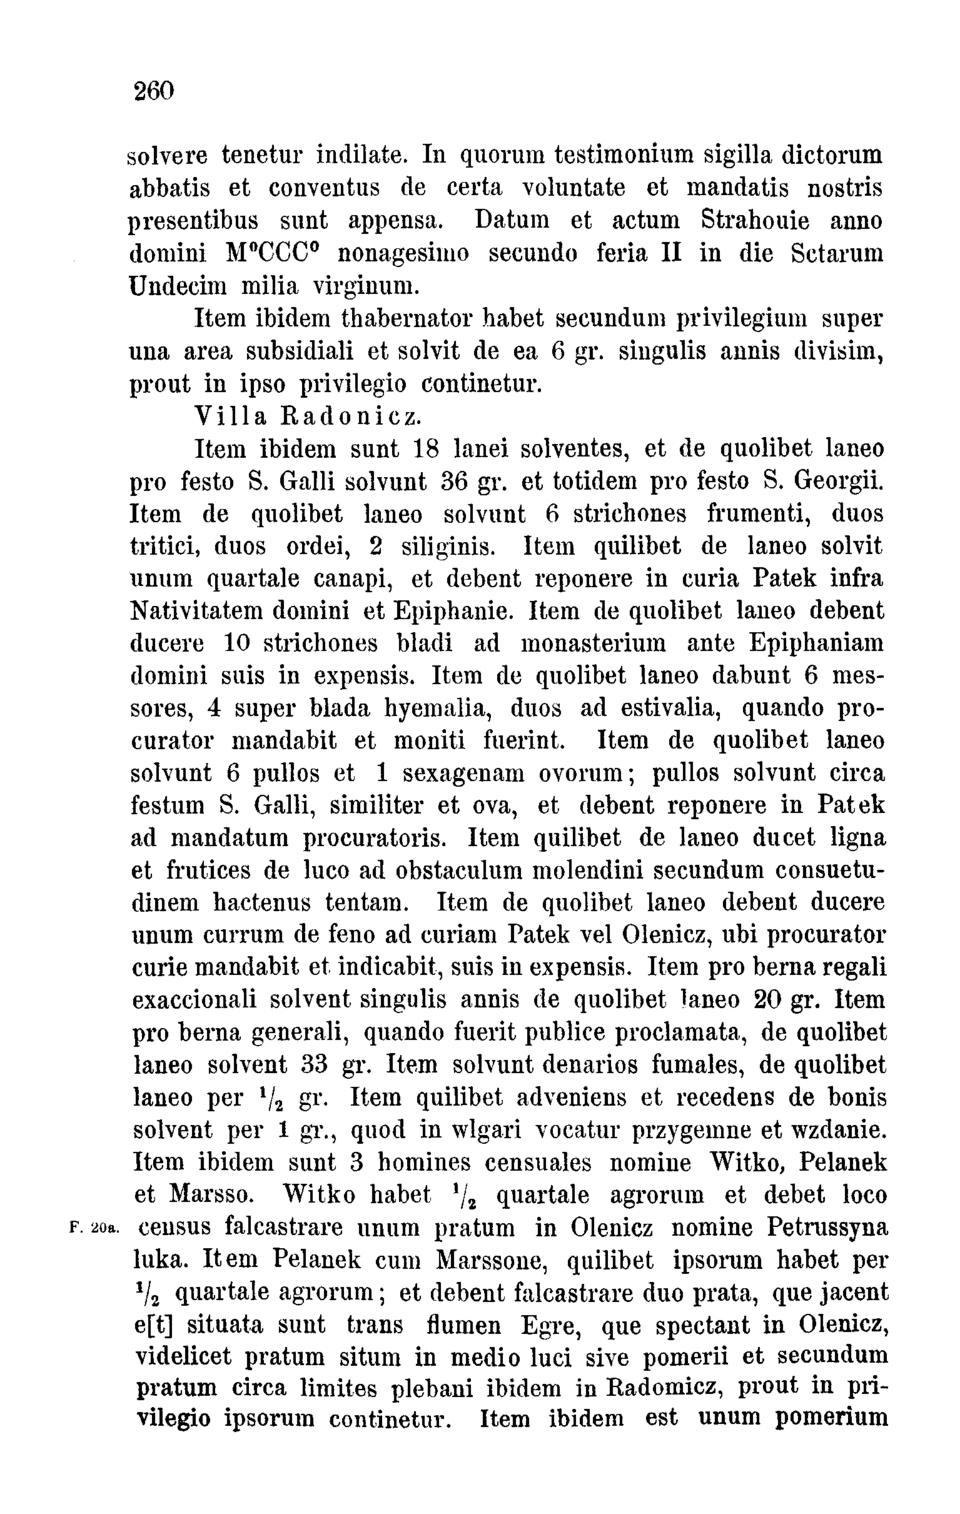 260
solvere tenetur indilate. In quorum testimonium sigilla dictorum
abbatis et conventus de certa voluntate et mandatis nostris
presentibus sunt appensa. Datum et actum Strahouie anno
domini M⁰CCC⁰ nonagesimo secundo feria II in die Sctarum
Undecim milia virginum.
Item ibidem thabernator habet secundum privilegium super
una area subsidiali et solvit de ea 6 gr. singulis annis divisim,
prout in ipso privilegio continetur.
Villa Radonicz.
Item ibidem sunt 18 lanei solventes, et de quolibet laneo
pro festo S. Galli solvunt 36 gr. et totidem pro festo S. Georgii.
Item de quolibet laneo solvunt 6 strichones frumenti, duos
tritici, duos ordei, 2 siliginis. Item quilibet de laneo solvit
unum quartale canapi, et debent reponere in curia Patek infra
Nativitatem domini et Epiphanie. Item de quolibet laneo debent
ducere 10 strichones bladi ad monasterium ante Epiphaniam
domini suis in expensis. Item de quolibet laneo dabunt 6 mes-
sores, 4 super blada hyemalia, duos ad estivalia, quando pro-
curator mandabit et moniti fuerint. Item de quolibet laneo
solvunt 6 pullos et 1 sexagenam ovorum; pullos solvunt circa
festum S. Galli, similiter et ova, et debent reponere in Patek
ad mandatum procuratoris. Item quilibet de laneo ducet ligna
et frutices de luco ad obstaculum molendini secundum consuetu-
dinem hactenus tentam. Item de quolibet laneo debent ducere
unum currum de feno ad curiam Patek vel Olenicz, ubi procurator
curie mandabit et indicabit, suis in expensis. Item pro berna regali
exaccionali solvent singulis annis de quolibet laneo 20 gr. Item
pro berna generali, quando fuerit publice proclamata, de quolibet
laneo solvent 33 gr. Item solvunt denarios fumales, de quolibet
laneo per ½ gr. Item quilibet adveniens et recedens de bonis
solvent per 1 gr., quod in wlgari vocatur przygemne et wzdanie.
Item ibidem sunt 3 homines censuales nomine Witko, Pelanek
et Marsso. Witko habet ½ quartale agrorum et debet loco
F. 20a. census falcastrare unum pratum in Olenicz nomine Petrussyna
luka. Item Pelanek cum Marssone, quilibet ipsorum habet per
½ quartale agrorum; et debent falcastrare duo prata, que jacent
e[t] situata sunt trans flumen Egre, que spectant in Olenicz,
videlicet pratum situm in medio luci sive pomerii et secundum
pratum circa limites plebani ibidem in Radomicz, prout in pri-
vilegio ipsorum continetur. Item ibidem est unum pomerium